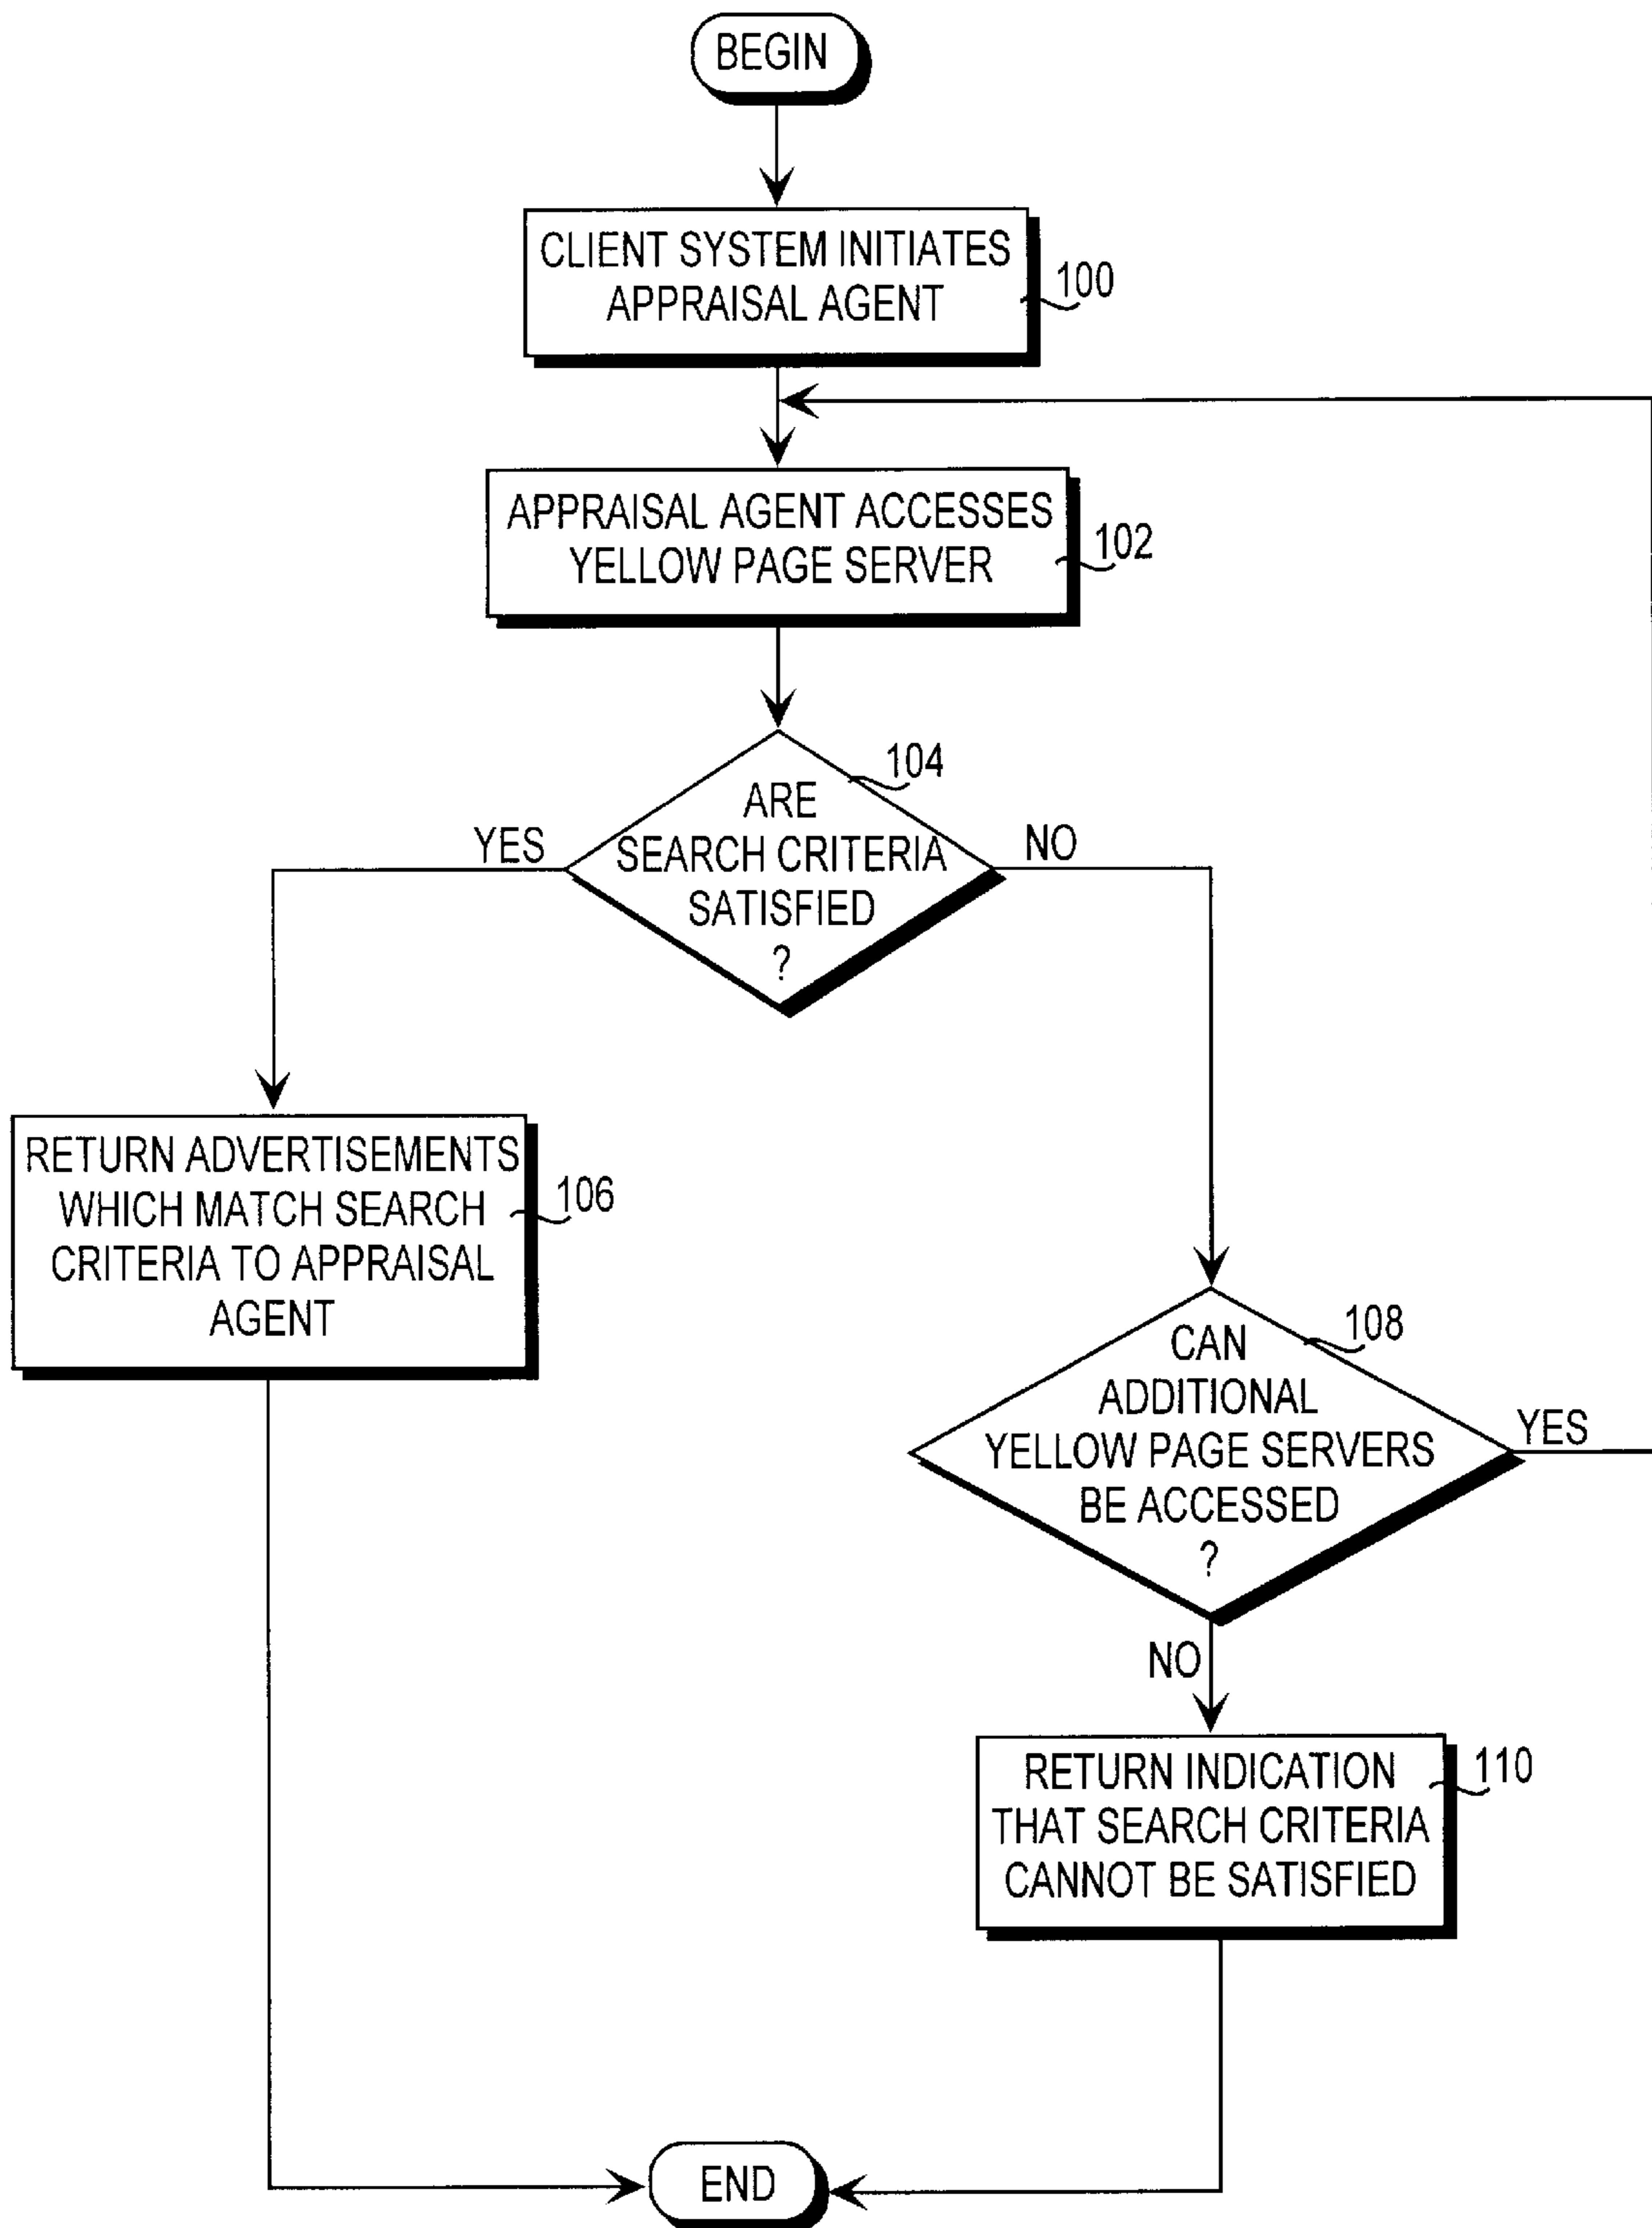 BEGIN
CLIENT SYSTEM INITIATES
APPRAISAL AGENT
100
APPRAISAL AGENT ACCESSES
YELLOW PAGE SERVER
102
104
ARE
SEARCH CRITERIA
SATISFIED
?
YES
NO
RETURN ADVERTISEMENTS
WHICH MATCH SEARCH
CRITERIA TO APPRAISAL
AGENT
106
108
CAN
ADDITIONAL
YELLOW PAGE SERVERS
BE ACCESSED
?
YES
NO
RETURN INDICATION
THAT SEARCH CRITERIA
CANNOT BE SATISFIED
110
END